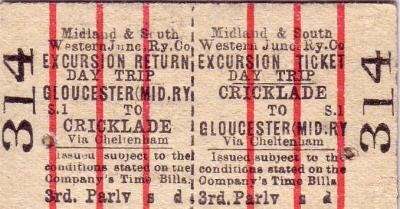 314
Midland & South
Western Junc. Ry. Co
EXCURSION RETURN
DAY TRIP
GLOUCESTER(MID.RY
S.1 TO
CRICKLADE
Via Cheltenham
Issued subject to the
conditions stated on the
Company's Time Bills.
3rd. Parly s d
Midland & South
Western Junc. Ry. Co
EXCURSION TICKET
DAY TRIP
CRICKLADE
TO S.1
GLOUCESTER(MID.RY
Via Cheltenham
Issued subject to the
conditions stated on the
Company's Time Bills
3rd. Parly s d
314